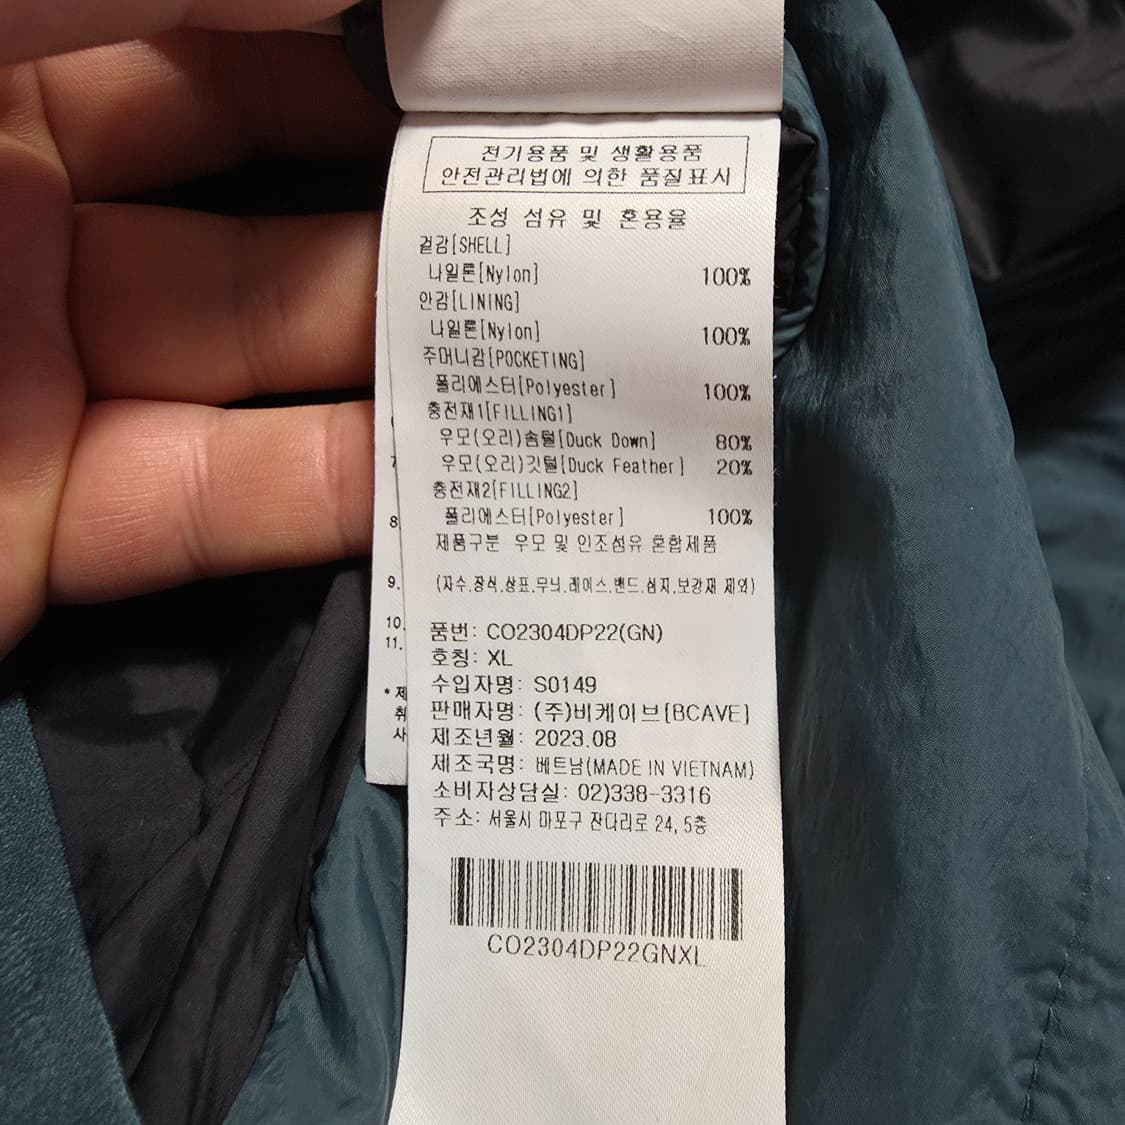 전기용품 및 생활용품
안전관리법에 의한 품질표시
조성 섬유 및 혼용율
겉감[SHELL]
나일론[Nylon] 100%
안감[LINING]
나일론[Nylon] 100%
주머니감[POCKETING]
폴리에스터[Polyester] 100%
충전재1[FILLING1]
우모(오리)솜털[Duck Down] 80%
우모(오리)깃털[Duck Feather] 20%
충전재2[FILLING2]
폴리에스터[Polyester] 100%
제품구분 우모 및 인조섬유 혼합제품
(자수,장식,상표,무늬,레이스,밴드,심지,보강재 제외)
품번: CO2304DP22(GN)
호칭: XL
수입자명: S0149
판매자명: (주)비케이브[BCAVE]
제조년월: 2023.08
제조국명: 베트남(MADE IN VIETNAM)
소비자상담실: 02)338-3316
주소: 서울시 마포구 잔다리로 24, 5층
CO2304DP22GNXL
8
9.
10.
11.
* 제
취
사